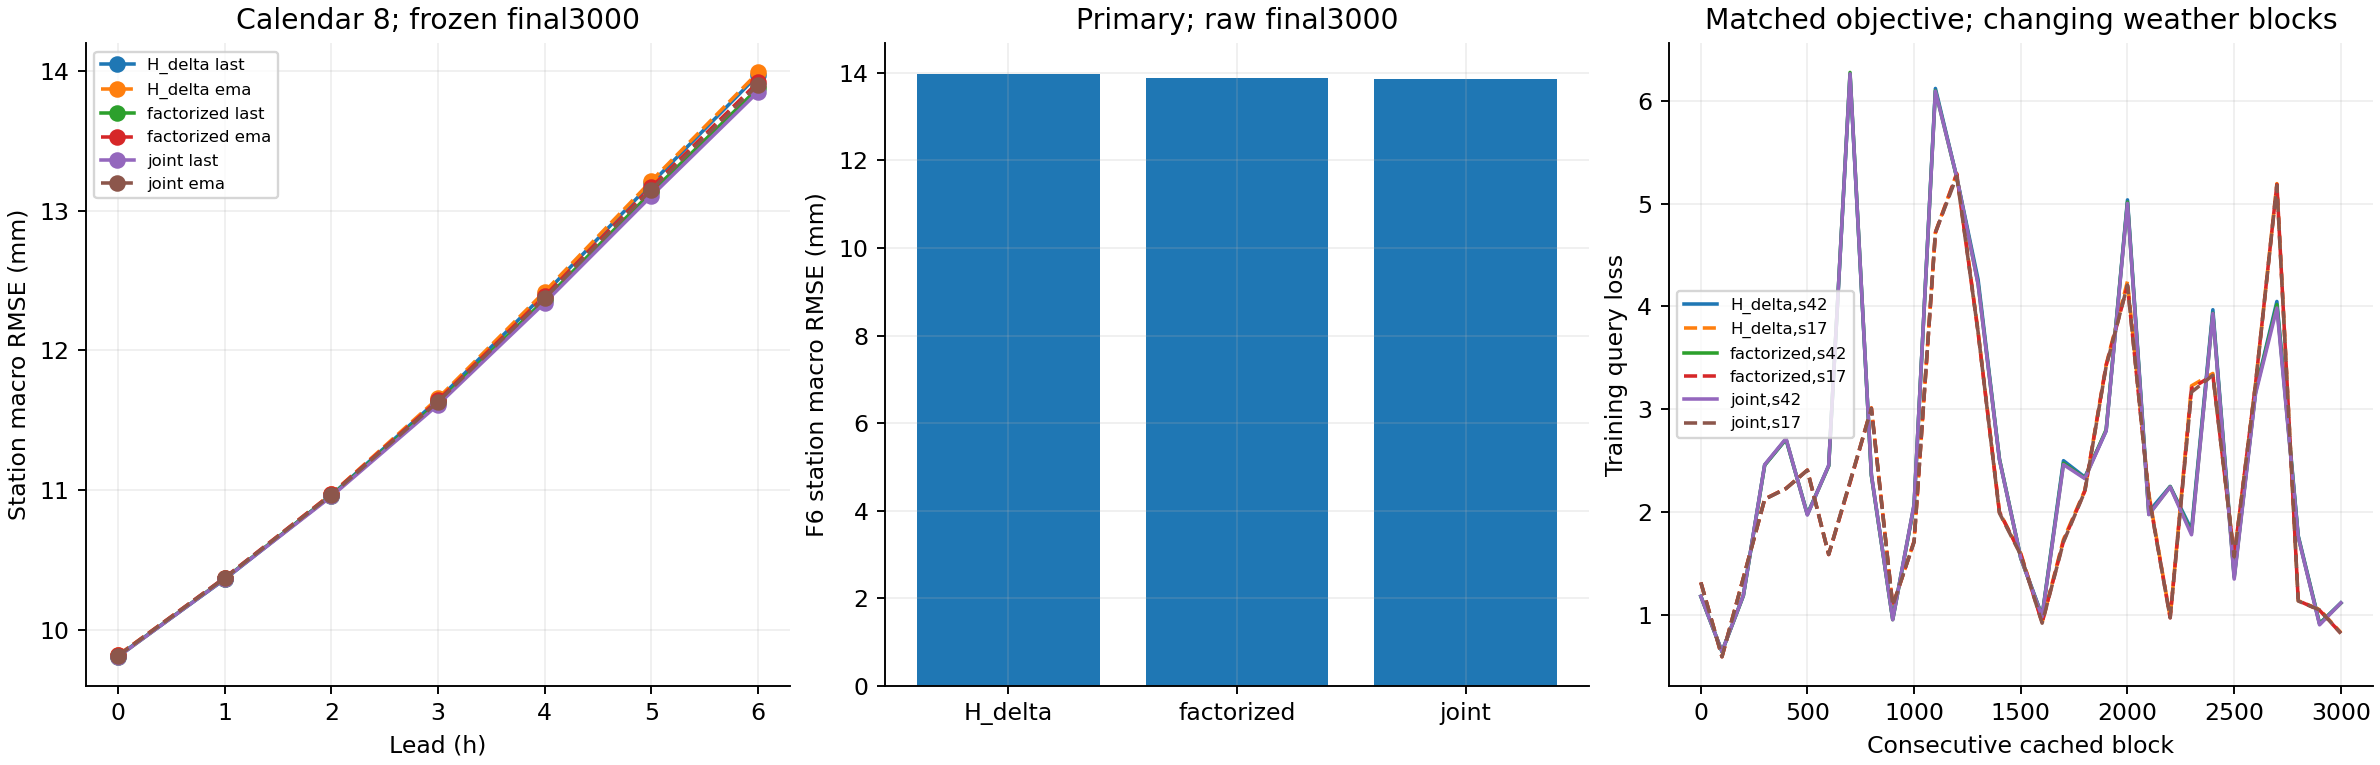 Calendar 8; frozen final3000
Station macro RMSE (mm)
14
13
12
11
10
H_delta last
H_delta ema
factorized last
factorized ema
joint last
joint ema
0 1 2 3 4 5 6
Lead (h)
Primary; raw final3000
F6 station macro RMSE (mm)
14
12
10
8
6
4
2
0
H_delta factorized joint
Matched objective; changing weather blocks
Training query loss
6
5
4
3
2
1
H_delta,s42
H_delta,s17
factorized,s42
factorized,s17
joint,s42
joint,s17
0 500 1000 1500 2000 2500 3000
Consecutive cached block